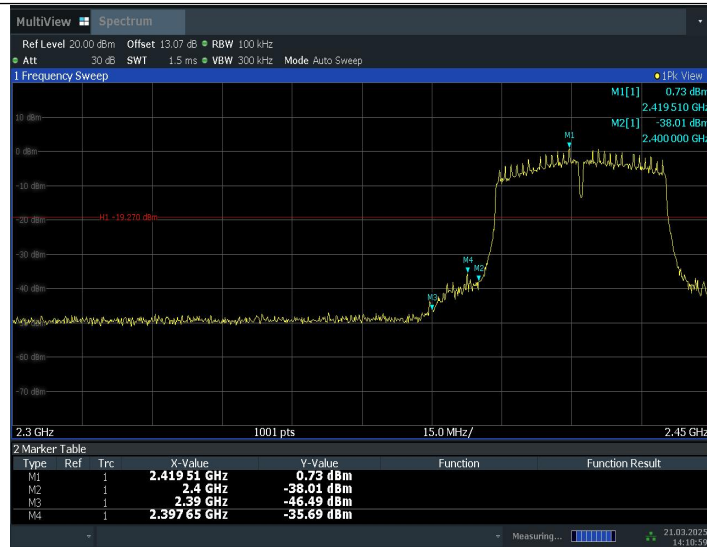 MultiView Spectrum
Ref Level 20.00 dBm Offset 13.07 dB RBW 100 kHz
Att 30 dB SWT 1.5 ms VBW 300 kHz Mode Auto Sweep
1 Frequency Sweep 1Pk View
M1[1] 0.73 dBm
2.419 510 GHz
M2[1] -38.01 dBm
2.400 000 GHz
10 dBm
M1
0 dBm
-10 dBm
-20 dBm
H1 -19.270 dBm
-30 dBm
M4
M2
-40 dBm
M3
-60 dBm
-70 dBm
2.3 GHz 1001 pts 15.0 MHz/ 2.45 GHz
2 Marker Table
Type Ref Trc X-Value Y-Value Function Function Result
M1 1 2.419 51 GHz 0.73 dBm
M2 1 2.4 GHz -38.01 dBm
M3 1 2.39 GHz -46.49 dBm
M4 1 2.397 65 GHz -35.69 dBm
Measuring... 21.03.2025
14:10:59